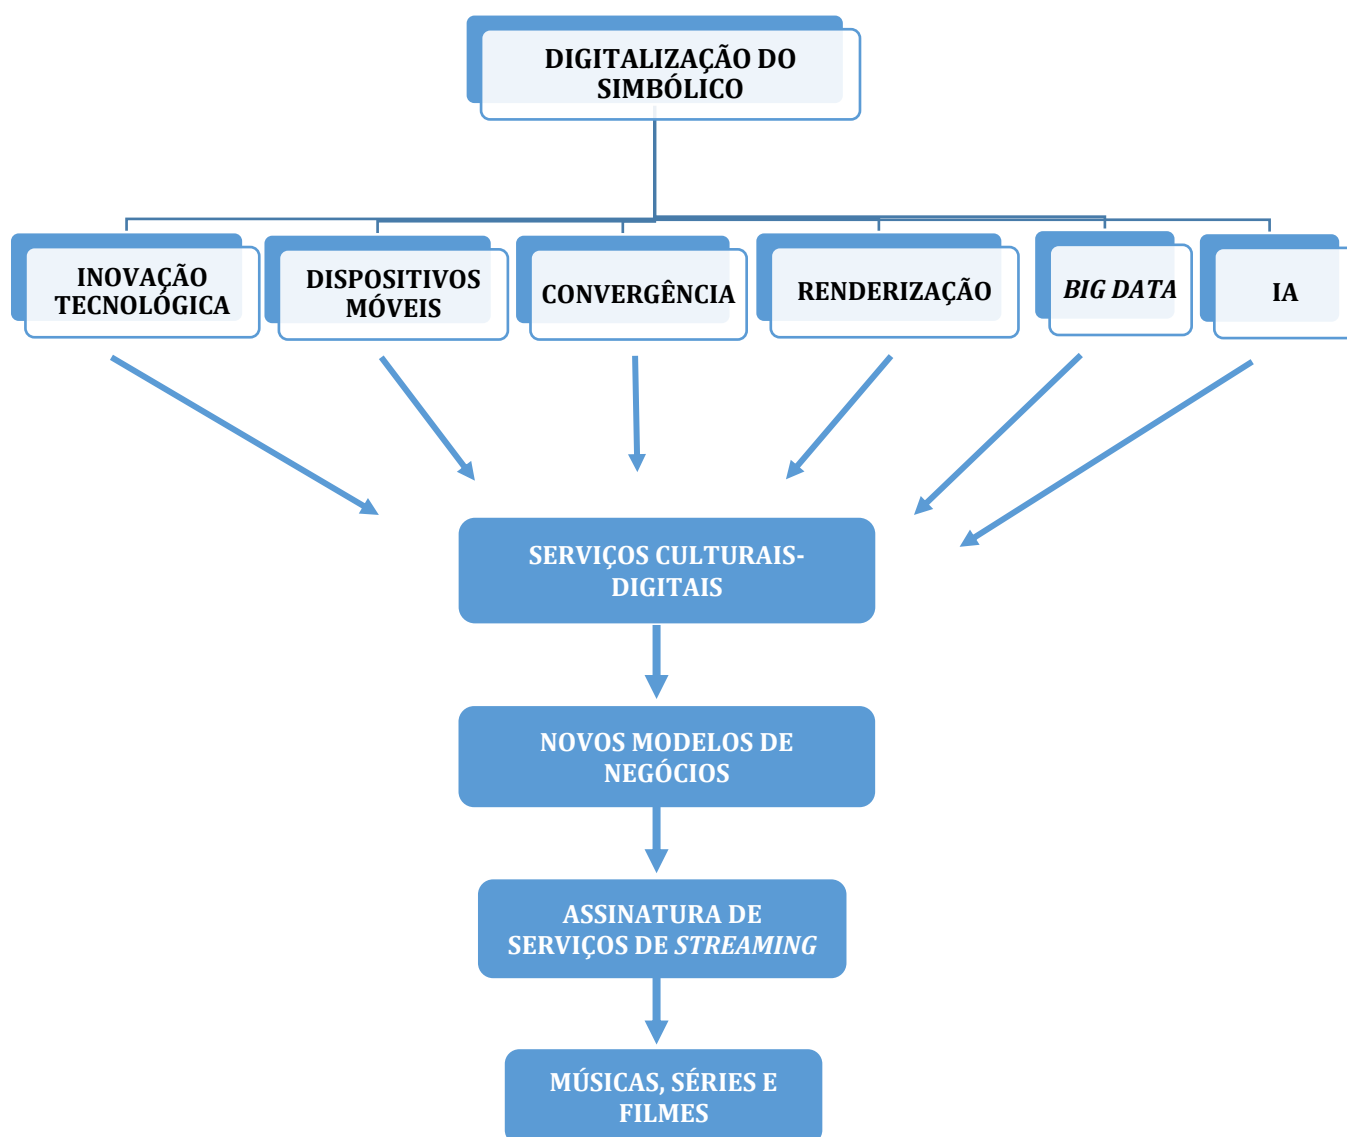 DIGITALIZAÇÃO DO
SIMBÓLICO
INOVAÇÃO
TECNOLÓGICA
DISPOSITIVOS
MÓVEIS
CONVERGÊNCIA
RENDERIZAÇÃO
BIG DATA
IA
SERVIÇOS CULTURAIS-
DIGITAIS
NOVOS MODELOS DE
NEGÓCIOS
ASSINATURA DE
SERVIÇOS DE STREAMING
MÚSICAS, SÉRIES E
FILMES